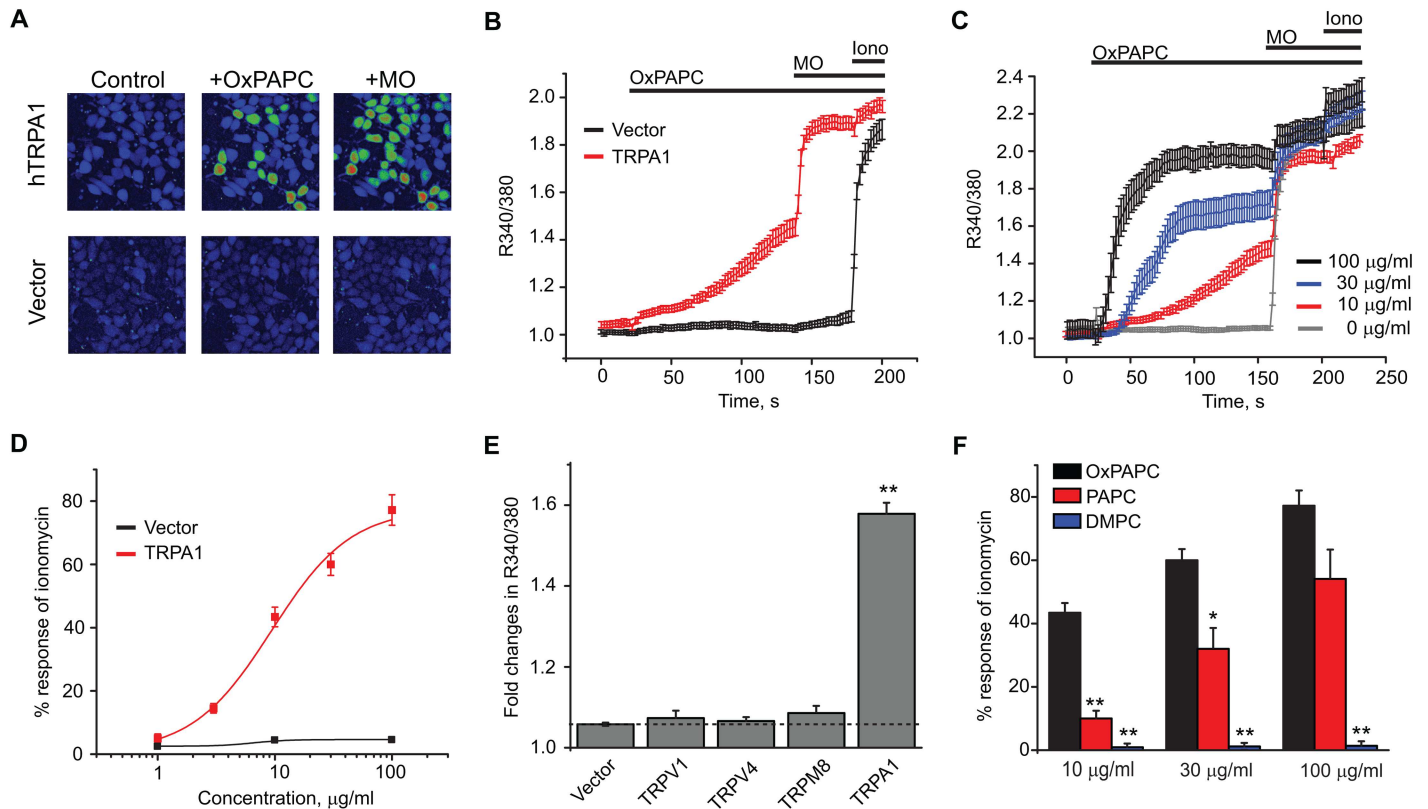 A
Control
+OxPAPC
+MO
hTRPA1
Vector
B
Iono
MO
OxPAPC
Vector
TRPA1
R340/380
2.0
1.8
1.6
1.4
1.2
1.0
0
50
100
150
200
Time, s
C
Iono
MO
OxPAPC
R340/380
2.4
2.2
2.0
1.8
1.6
1.4
1.2
1.0
100 μg/ml
30 μg/ml
10 μg/ml
0 μg/ml
0
50
100
150
200
250
Time, s
D
% response of ionomycin
80
60
40
20
0
Vector
TRPA1
1
10
100
Concentration, μg/ml
E
Fold changes in R340/380
1.6
1.4
1.2
1.0
**
Vector
TRPV1
TRPV4
TRPM8
TRPA1
F
% response of ionomycin
80
60
40
20
0
OxPAPC
PAPC
DMPC
**
**
*
**
**
10 μg/ml
30 μg/ml
100 μg/ml